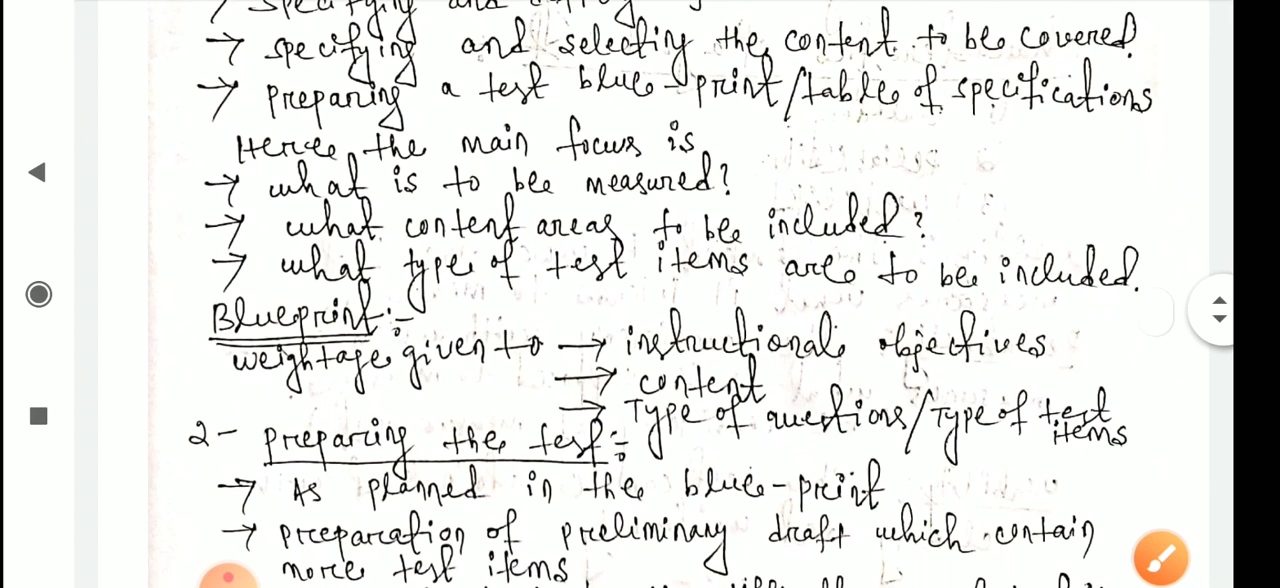 → specifying and selecting the content to be covered.
→ preparing a test blue-print/table of specifications
Hence the main focus is
→ what is to be measured?
→ what content areas to be included?
→ what type of test items are to be included.
Blueprint:-
weightage given to → instructional objectives
→ content
→ Type of questions/Type of test items
2- preparing the test:-
→ As planned in the blue-print
→ preparation of preliminary draft which contain
more test items